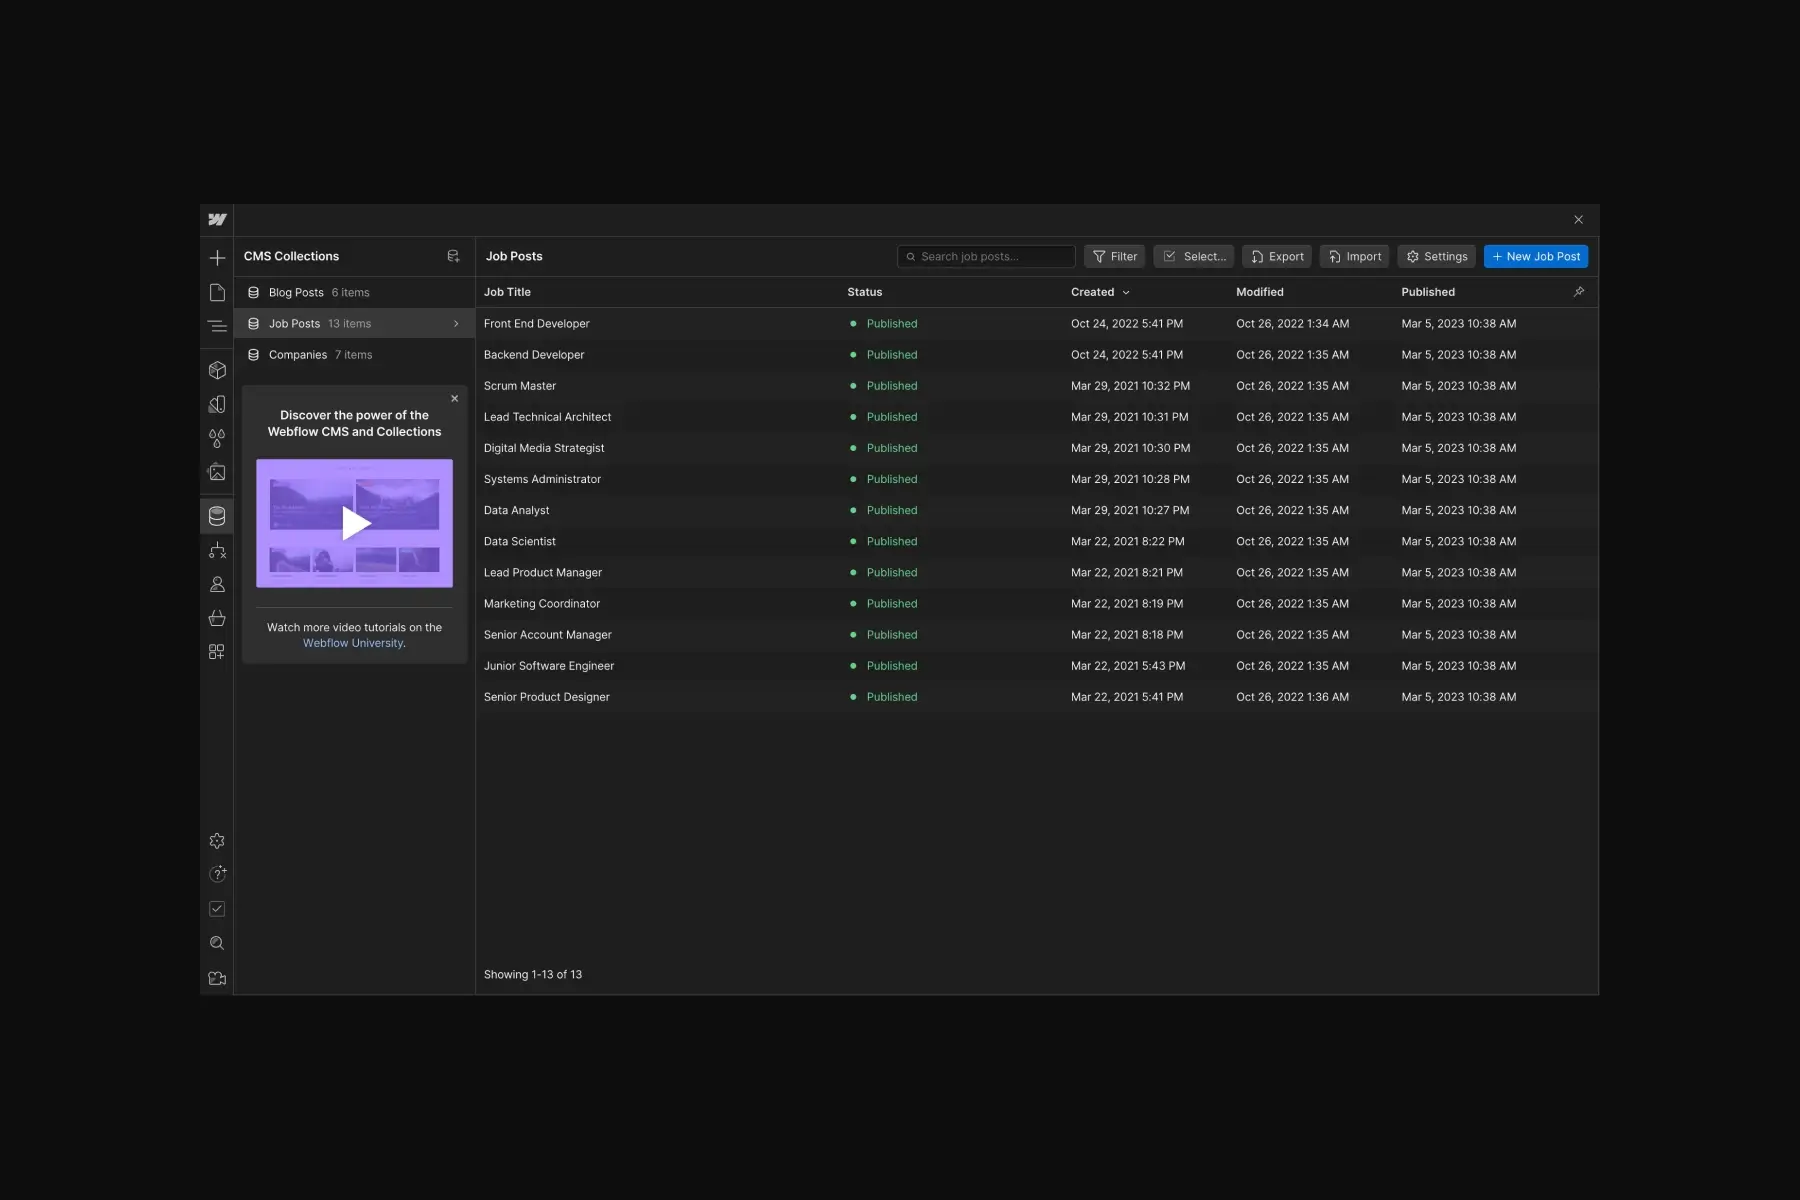 CMS Collections
Job Posts
Search job posts...
Filter
Select...
Export
Import
Settings
+ New Job Post
Blog Posts 6 items
Job Posts 13 items
Companies 7 items
Discover the power of the
Webflow CMS and Collections
Watch more video tutorials on the
Webflow University.
Job Title Status Created Modified Published
Front End Developer Published Oct 24, 2022 5:41 PM Oct 26, 2022 1:34 AM Mar 5, 2023 10:38 AM
Backend Developer Published Oct 24, 2022 5:41 PM Oct 26, 2022 1:35 AM Mar 5, 2023 10:38 AM
Scrum Master Published Mar 29, 2021 10:32 PM Oct 26, 2022 1:35 AM Mar 5, 2023 10:38 AM
Lead Technical Architect Published Mar 29, 2021 10:31 PM Oct 26, 2022 1:35 AM Mar 5, 2023 10:38 AM
Digital Media Strategist Published Mar 29, 2021 10:30 PM Oct 26, 2022 1:35 AM Mar 5, 2023 10:38 AM
Systems Administrator Published Mar 29, 2021 10:28 PM Oct 26, 2022 1:35 AM Mar 5, 2023 10:38 AM
Data Analyst Published Mar 29, 2021 10:27 PM Oct 26, 2022 1:35 AM Mar 5, 2023 10:38 AM
Data Scientist Published Mar 22, 2021 8:22 PM Oct 26, 2022 1:35 AM Mar 5, 2023 10:38 AM
Lead Product Manager Published Mar 22, 2021 8:21 PM Oct 26, 2022 1:35 AM Mar 5, 2023 10:38 AM
Marketing Coordinator Published Mar 22, 2021 8:19 PM Oct 26, 2022 1:35 AM Mar 5, 2023 10:38 AM
Senior Account Manager Published Mar 22, 2021 8:18 PM Oct 26, 2022 1:35 AM Mar 5, 2023 10:38 AM
Junior Software Engineer Published Mar 22, 2021 5:43 PM Oct 26, 2022 1:35 AM Mar 5, 2023 10:38 AM
Senior Product Designer Published Mar 22, 2021 5:41 PM Oct 26, 2022 1:36 AM Mar 5, 2023 10:38 AM
Showing 1-13 of 13